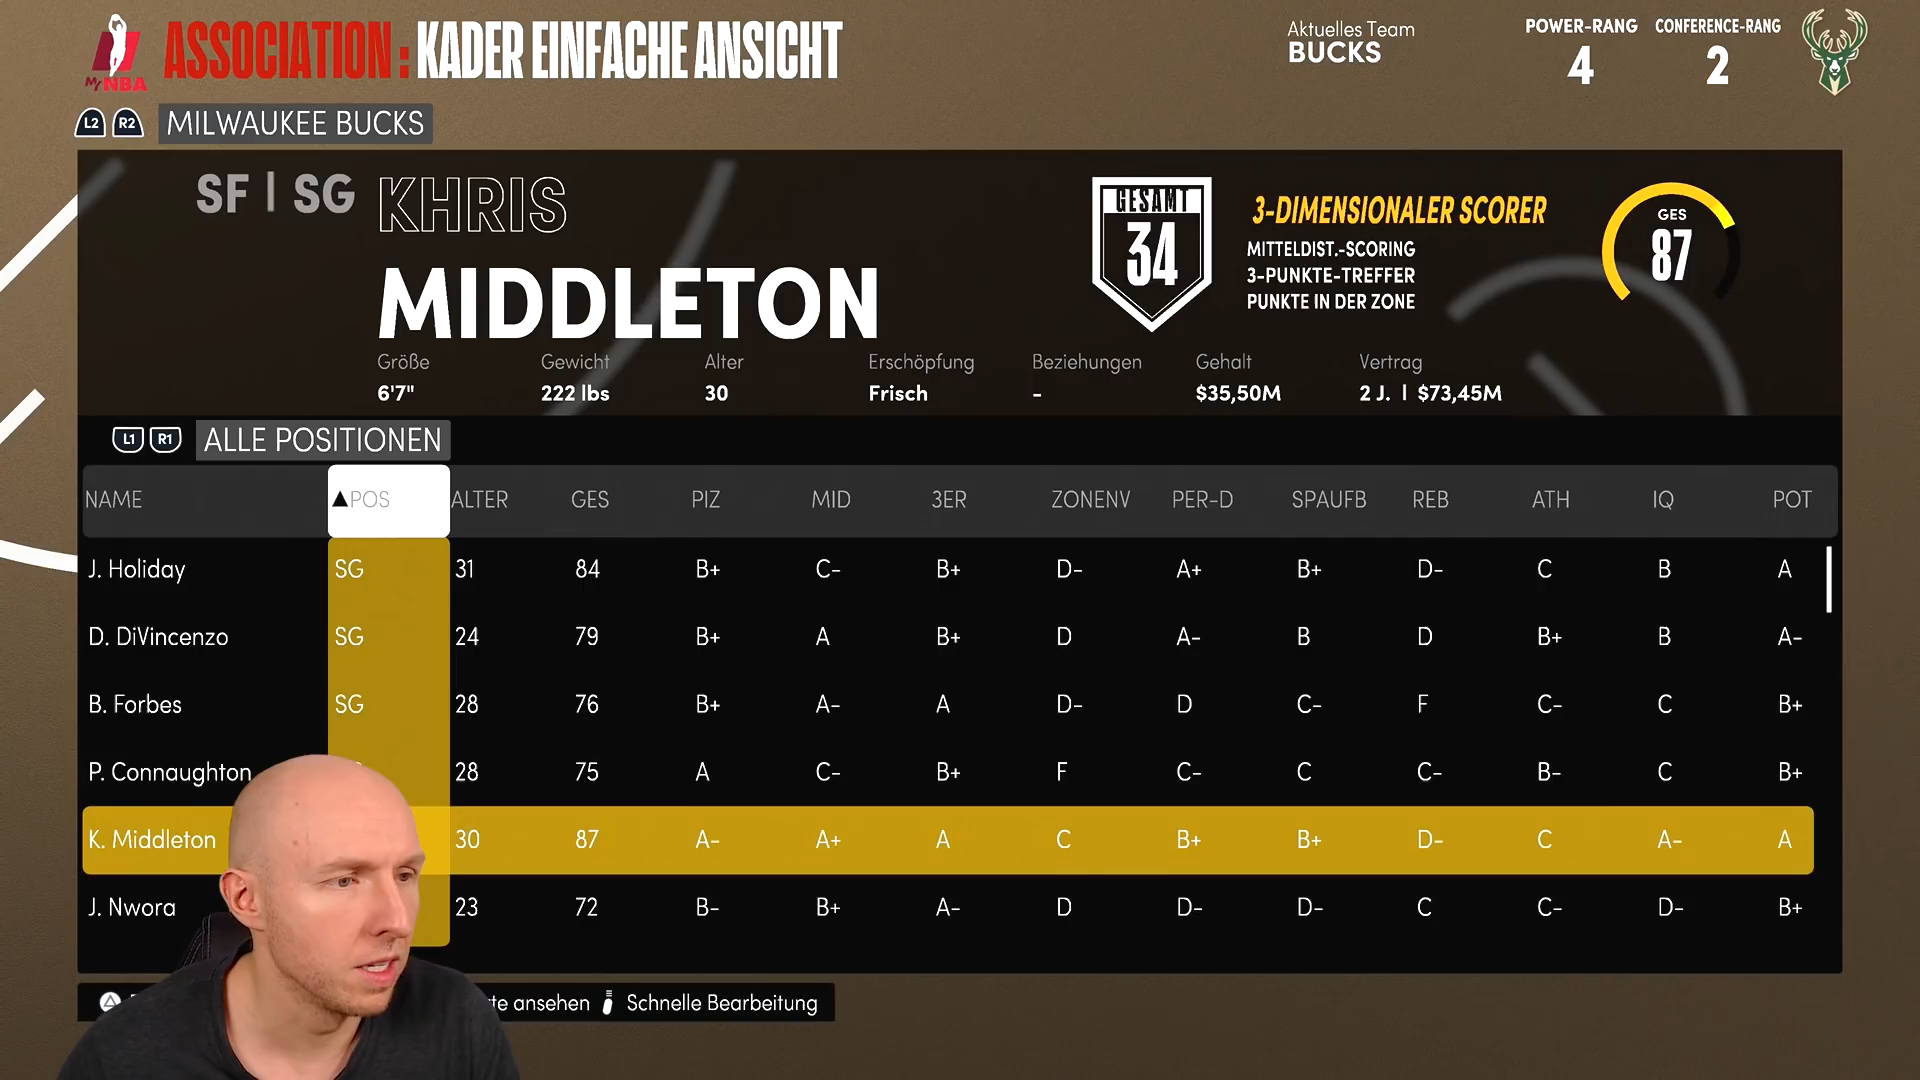 My NBA
ASSOCIATION : KADER EINFACHE ANSICHT
Aktuelles Team
BUCKS
POWER-RANG
4
CONFERENCE-RANG
2
L2 R2 MILWAUKEE BUCKS
SF | SG KHRIS
MIDDLETON
GESAMT
34
3-DIMENSIONALER SCORER
MITTELDIST.-SCORING
3-PUNKTE-TREFFER
PUNKTE IN DER ZONE
GES
87
Größe Gewicht Alter Erschöpfung Beziehungen Gehalt Vertrag
6'7" 222 lbs 30 Frisch - $35,50M 2 J. | $73,45M
L1 R1 ALLE POSITIONEN
NAME ▲POS ALTER GES PIZ MID 3ER ZONENV PER-D SPAUFB REB ATH IQ POT
J. Holiday SG 31 84 B+ C- B+ D- A+ B+ D- C B A
D. DiVincenzo SG 24 79 B+ A B+ D A- B D B+ B A-
B. Forbes SG 28 76 B+ A- A D- D C- F C- C B+
P. Connaughton 28 75 A C- B+ F C- C C- B- C B+
K. Middleton 30 87 A- A+ A C B+ B+ D- C A- A
J. Nwora 23 72 B- B+ A- D D- D- C C- D- B+
ansehen Schnelle Bearbeitung